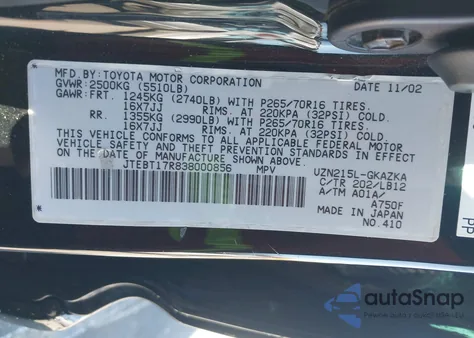 MFD.BY: TOYOTA MOTOR CORPORATION DATE 11/02
GVWR: 2500KG (5510LB)
GAWR: FRT. 1245KG (2740LB) WITH P265/70R16 TIRES.
16X7JJ RIMS AT 220KPA (32PSI) COLD.
RR. 1355KG (2990LB) WITH P265/70R16 TIRES.
16X7JJ RIMS AT 220KPA (32PSI) COLD.
THIS VEHICLE CONFORMS TO ALL APPLICABLE FEDERAL
MOTOR VEHICLE SAFETY, BUMPER, AND THEFT PREVENTION
STANDARDS IN EFFECT ON THE DATE OF MANUFACTURE
SHOWN ABOVE.
JTEBT17R838000856 MPV
UZN215L-GKAZKA
C/TR 202/LB12
A/TM A01A/
A750F
MADE IN JAPAN
NO.410
autoSnap